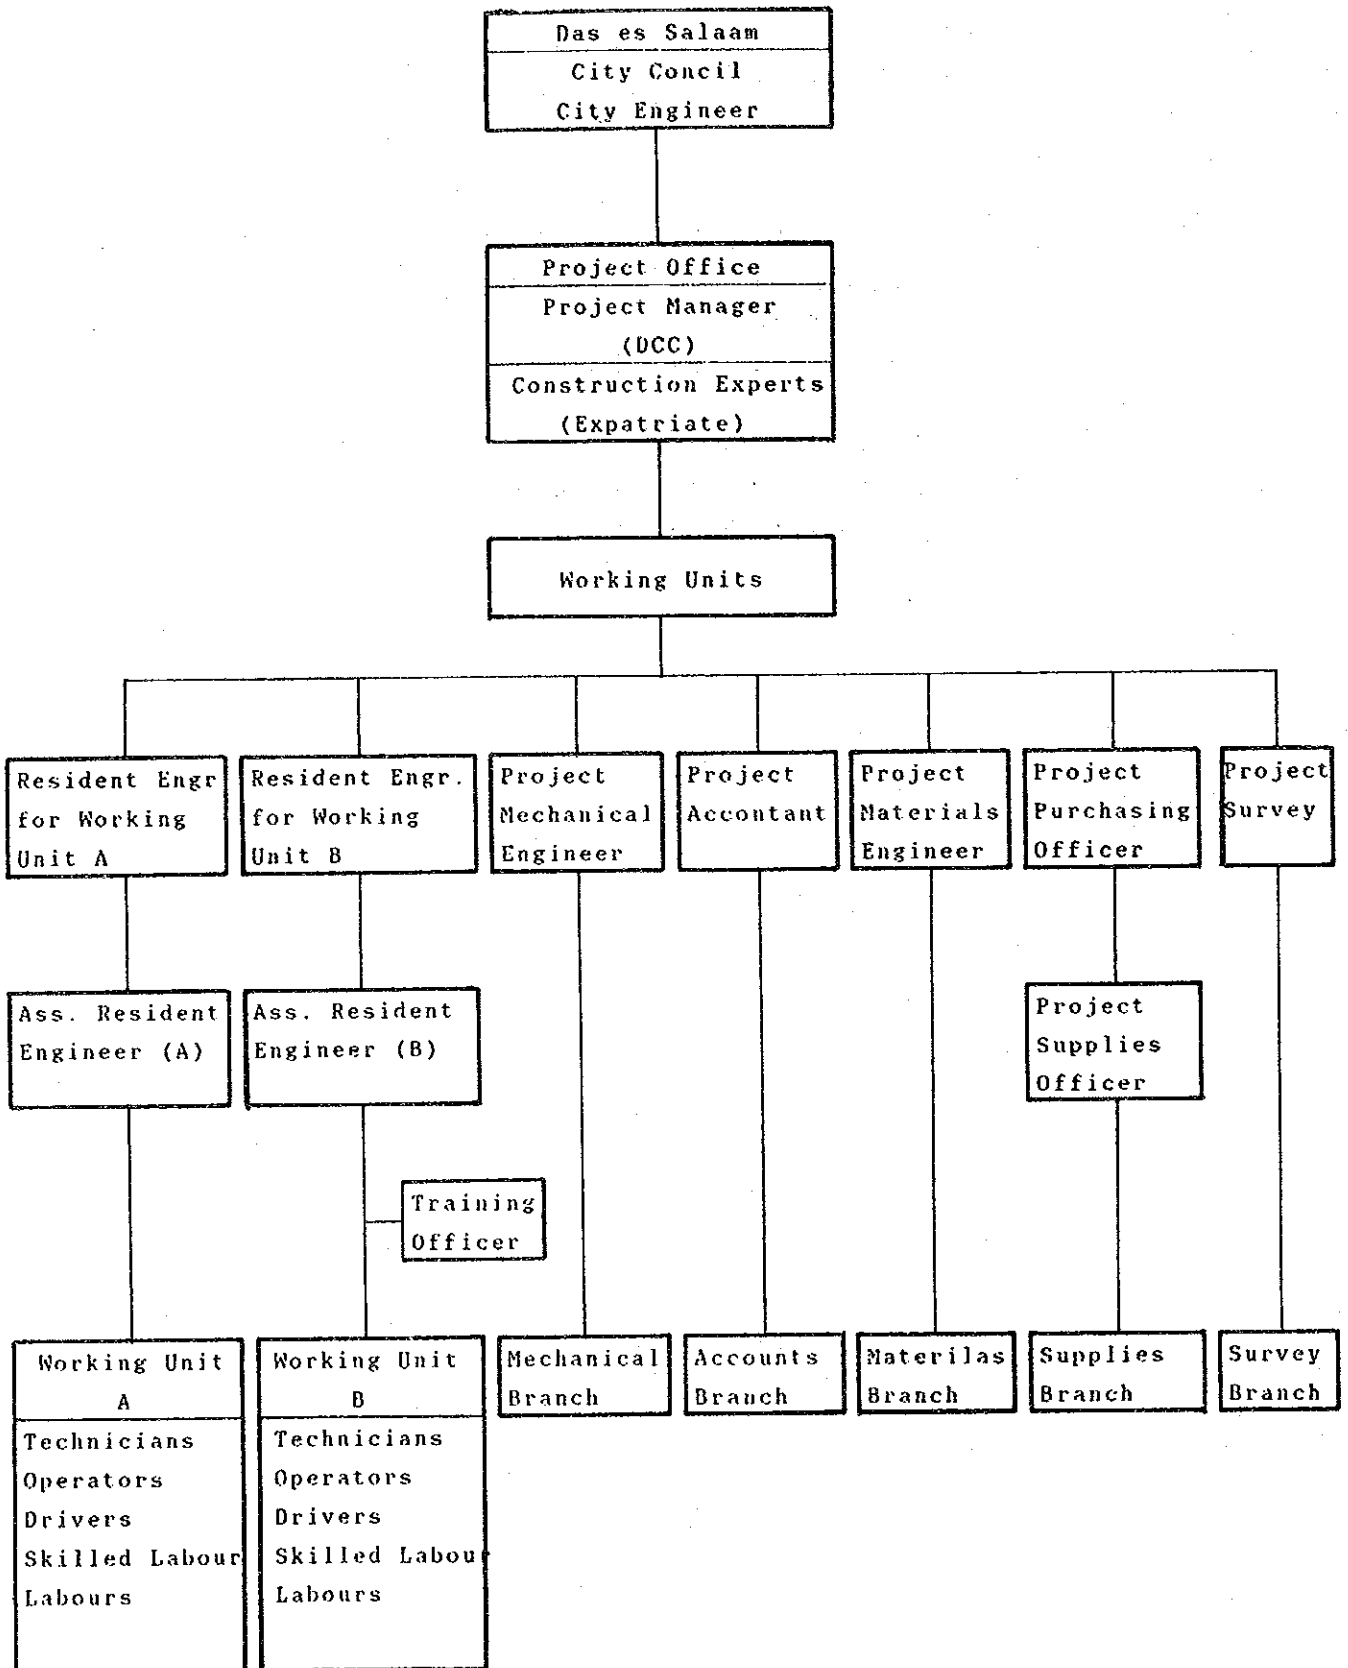 Das es Salaam
City Concil
City Engineer
Project Office
Project Manager
(DCC)
Construction Experts
(Expatriate)
Working Units
Resident Engr
for Working
Unit A
Resident Engr.
for Working
Unit B
Project
Mechanical
Engineer
Project
Accontant
Project
Materials
Engineer
Project
Purchasing
Officer
Project
Survey
Ass. Resident
Engineer (A)
Ass. Resident
Engineer (B)
Project
Supplies
Officer
Training
Officer
Working Unit
A
Technicians
Operators
Drivers
Skilled Labour
Labours
Working Unit
B
Technicians
Operators
Drivers
Skilled Labour
Labours
Mechanical
Branch
Accounts
Brauch
Materilas
Branch
Supplies
Branch
Survey
Branch